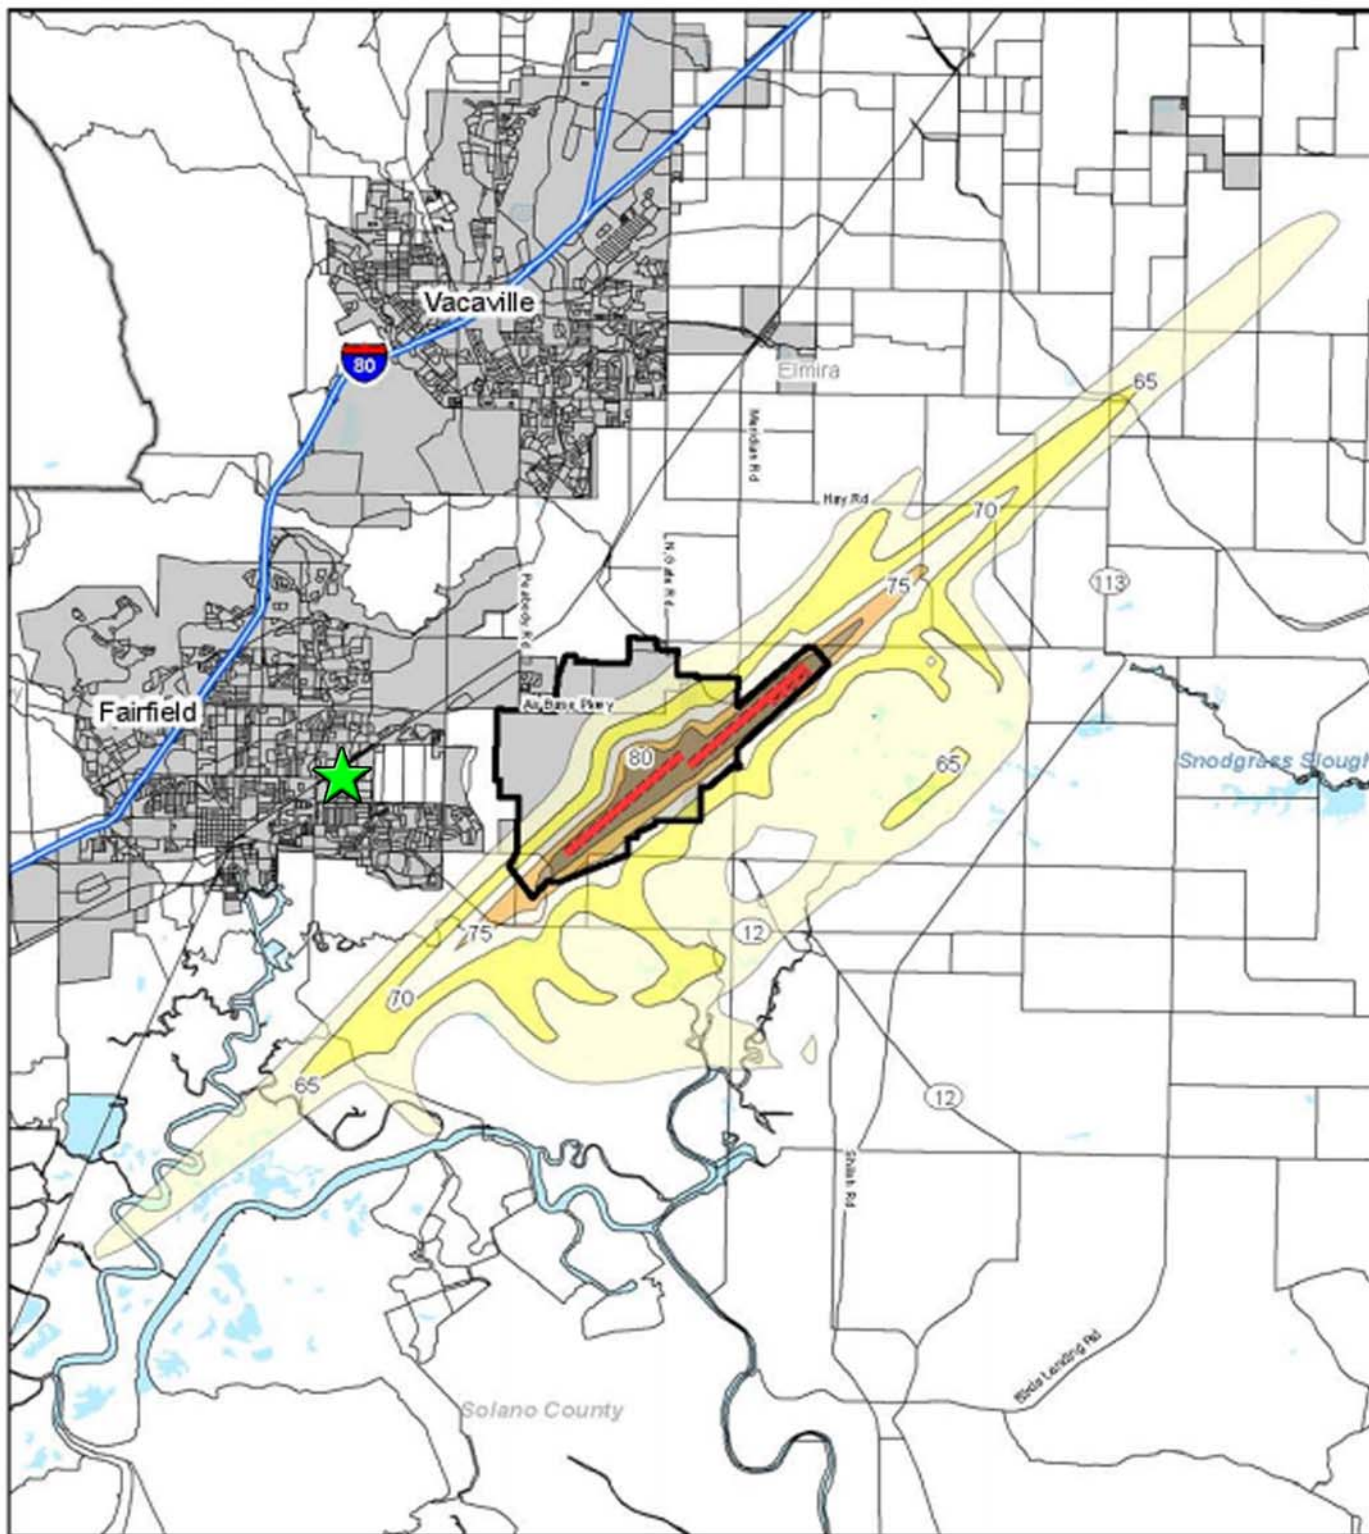 Vacaville
80
Elmira
65
Meridian Rd
Hay Rd
70
N Gate Rd
75
113
Peabody Rd
Fairfield
Air Base Pkwy
80
65
Snodgrass Slough
12
75
70
65
12
Shiloh Rd
Birds Landing Rd
Solano County